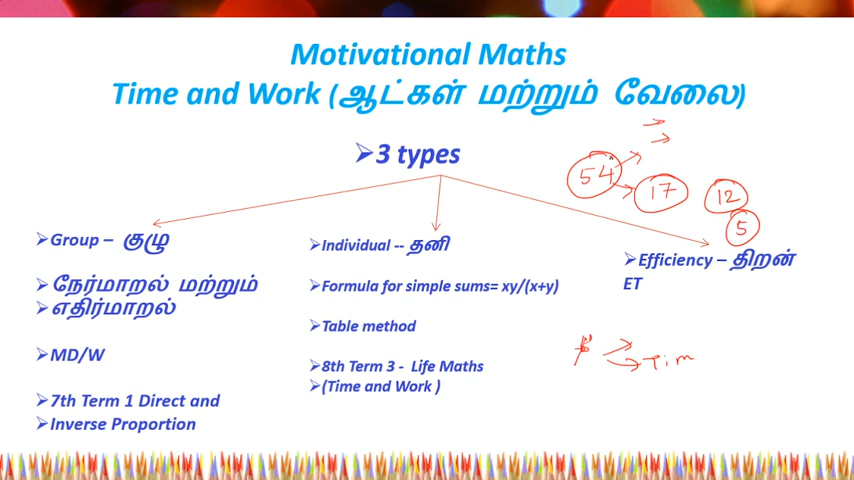 Motivational Maths
Time and Work (ஆட்கள் மற்றும் வேலை)
➢3 types
➢Group – குழு
➢நேர்மாறல் மற்றும்
➢எதிர்மாறல்
➢MD/W
➢7th Term 1 Direct and
➢Inverse Proportion
➢Individual -- தனி
➢Formula for simple sums= xy/(x+y)
➢Table method
➢8th Term 3 - Life Maths
➢(Time and Work )
➢Efficiency – திறன்
ET
54
17
12
5
Tim